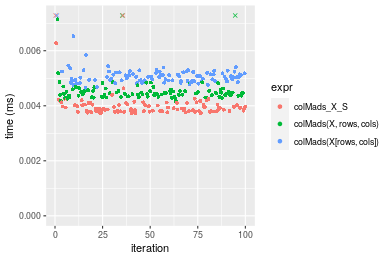 0.006
0.004
0.002
0.000
time (ms)
0
25
50
75
100
iteration
expr
colMads_X_S
colMads(X, rows, cols)
colMads(X[rows, cols])